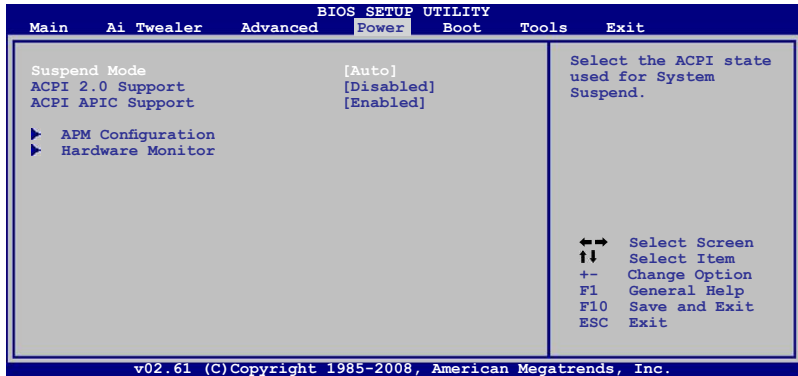 BIOS SETUP UTILITY
Main Ai Twealer Advanced Power Boot Tools Exit
Suspend Mode [Auto]
ACPI 2.0 Support [Disabled]
ACPI APIC Support [Enabled]
APM Configuration
Hardware Monitor
Select the ACPI state
used for System
Suspend.
Select Screen
Select Item
+- Change Option
F1 General Help
F10 Save and Exit
ESC Exit
v02.61 (C)Copyright 1985-2008, American Megatrends, Inc.